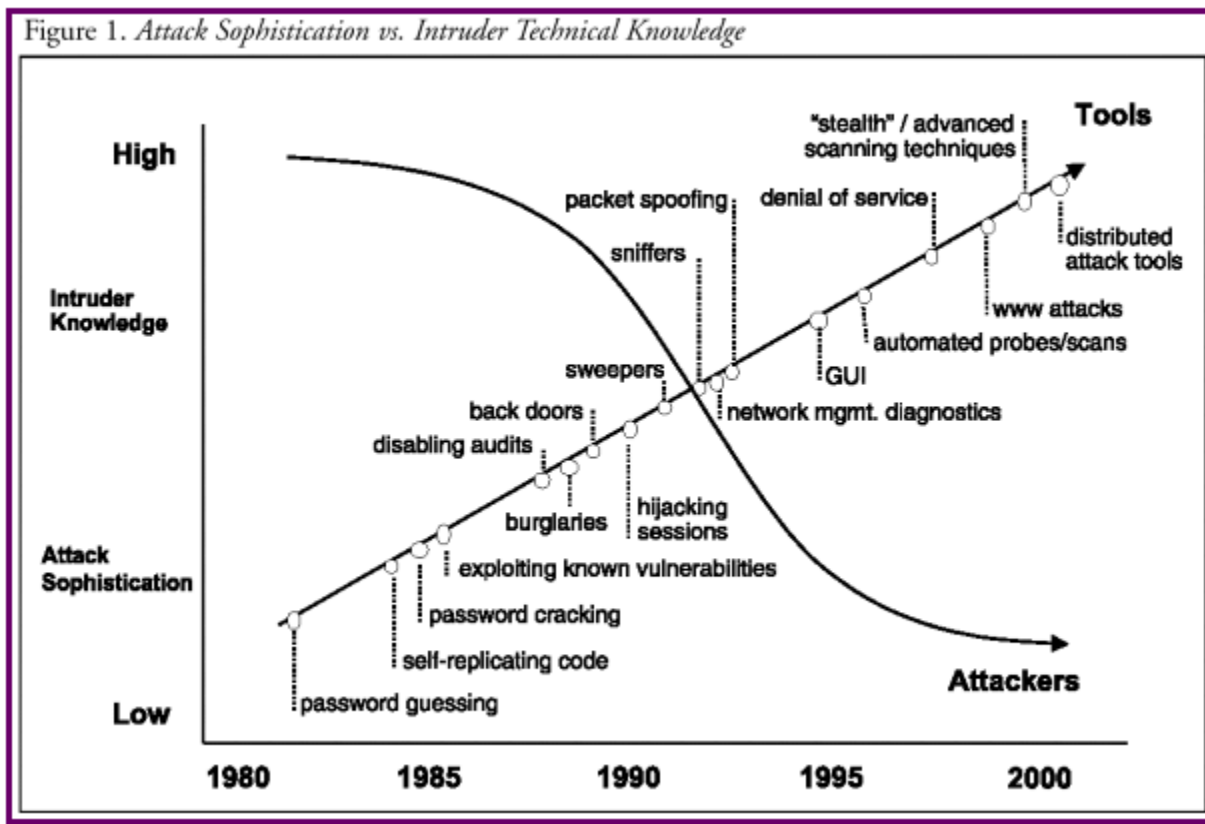 Figure 1. Attack Sophistication vs. Intruder Technical Knowledge
High
Intruder
Knowledge
Attack
Sophistication
Low
Tools
"stealth" / advanced
scanning techniques
packet spoofing
denial of service
sniffers
distributed
attack tools
www attacks
automated probes/scans
sweepers
GUI
back doors
network mgmt. diagnostics
disabling audits
burglaries
hijacking
sessions
exploiting known vulnerabilities
password cracking
self-replicating code
password guessing
Attackers
1980
1985
1990
1995
2000